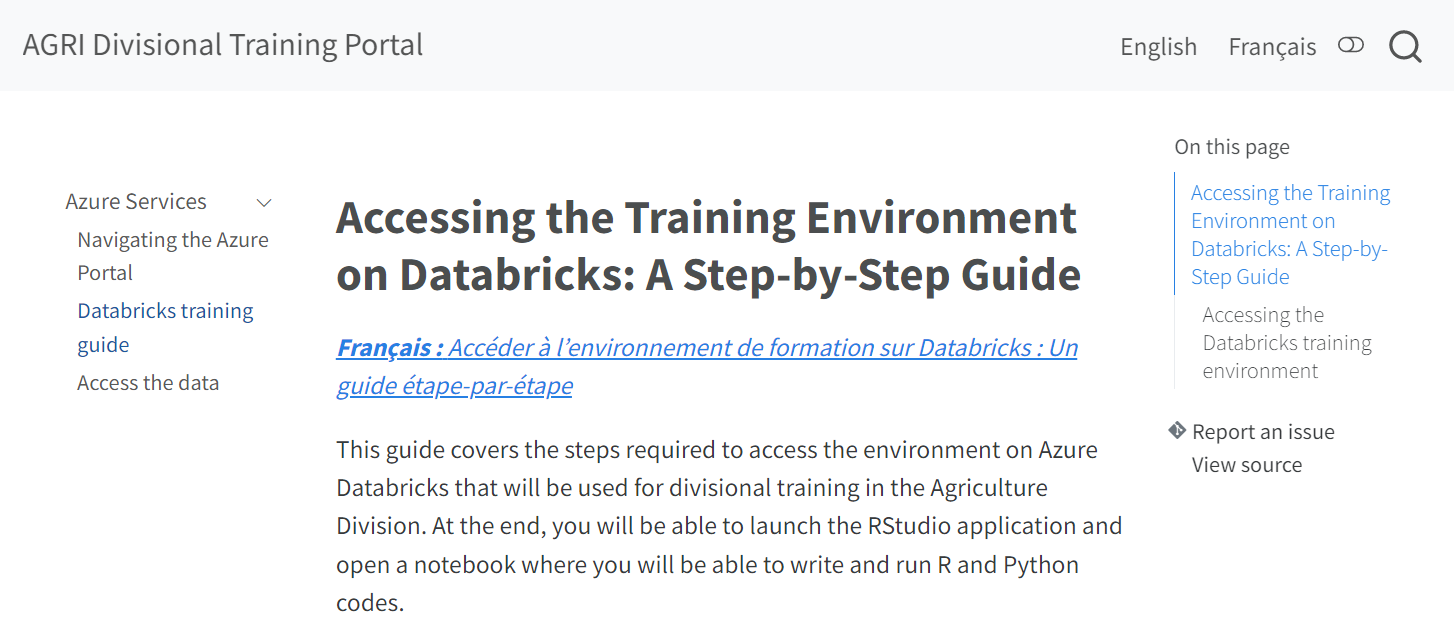 AGRI Divisional Training Portal
English
Français
Azure Services
Navigating the Azure
Portal
Databricks training
guide
Access the data
Accessing the Training Environment
on Databricks: A Step-by-Step Guide
Français : Accéder à l’environnement de formation sur Databricks : Un
guide étape-par-étape
This guide covers the steps required to access the environment on Azure
Databricks that will be used for divisional training in the Agriculture
Division. At the end, you will be able to launch the RStudio application and
open a notebook where you will be able to write and run R and Python
codes.
On this page
Accessing the Training
Environment on
Databricks: A Step-by-
Step Guide
Accessing the
Databricks training
environment
Report an issue
View source